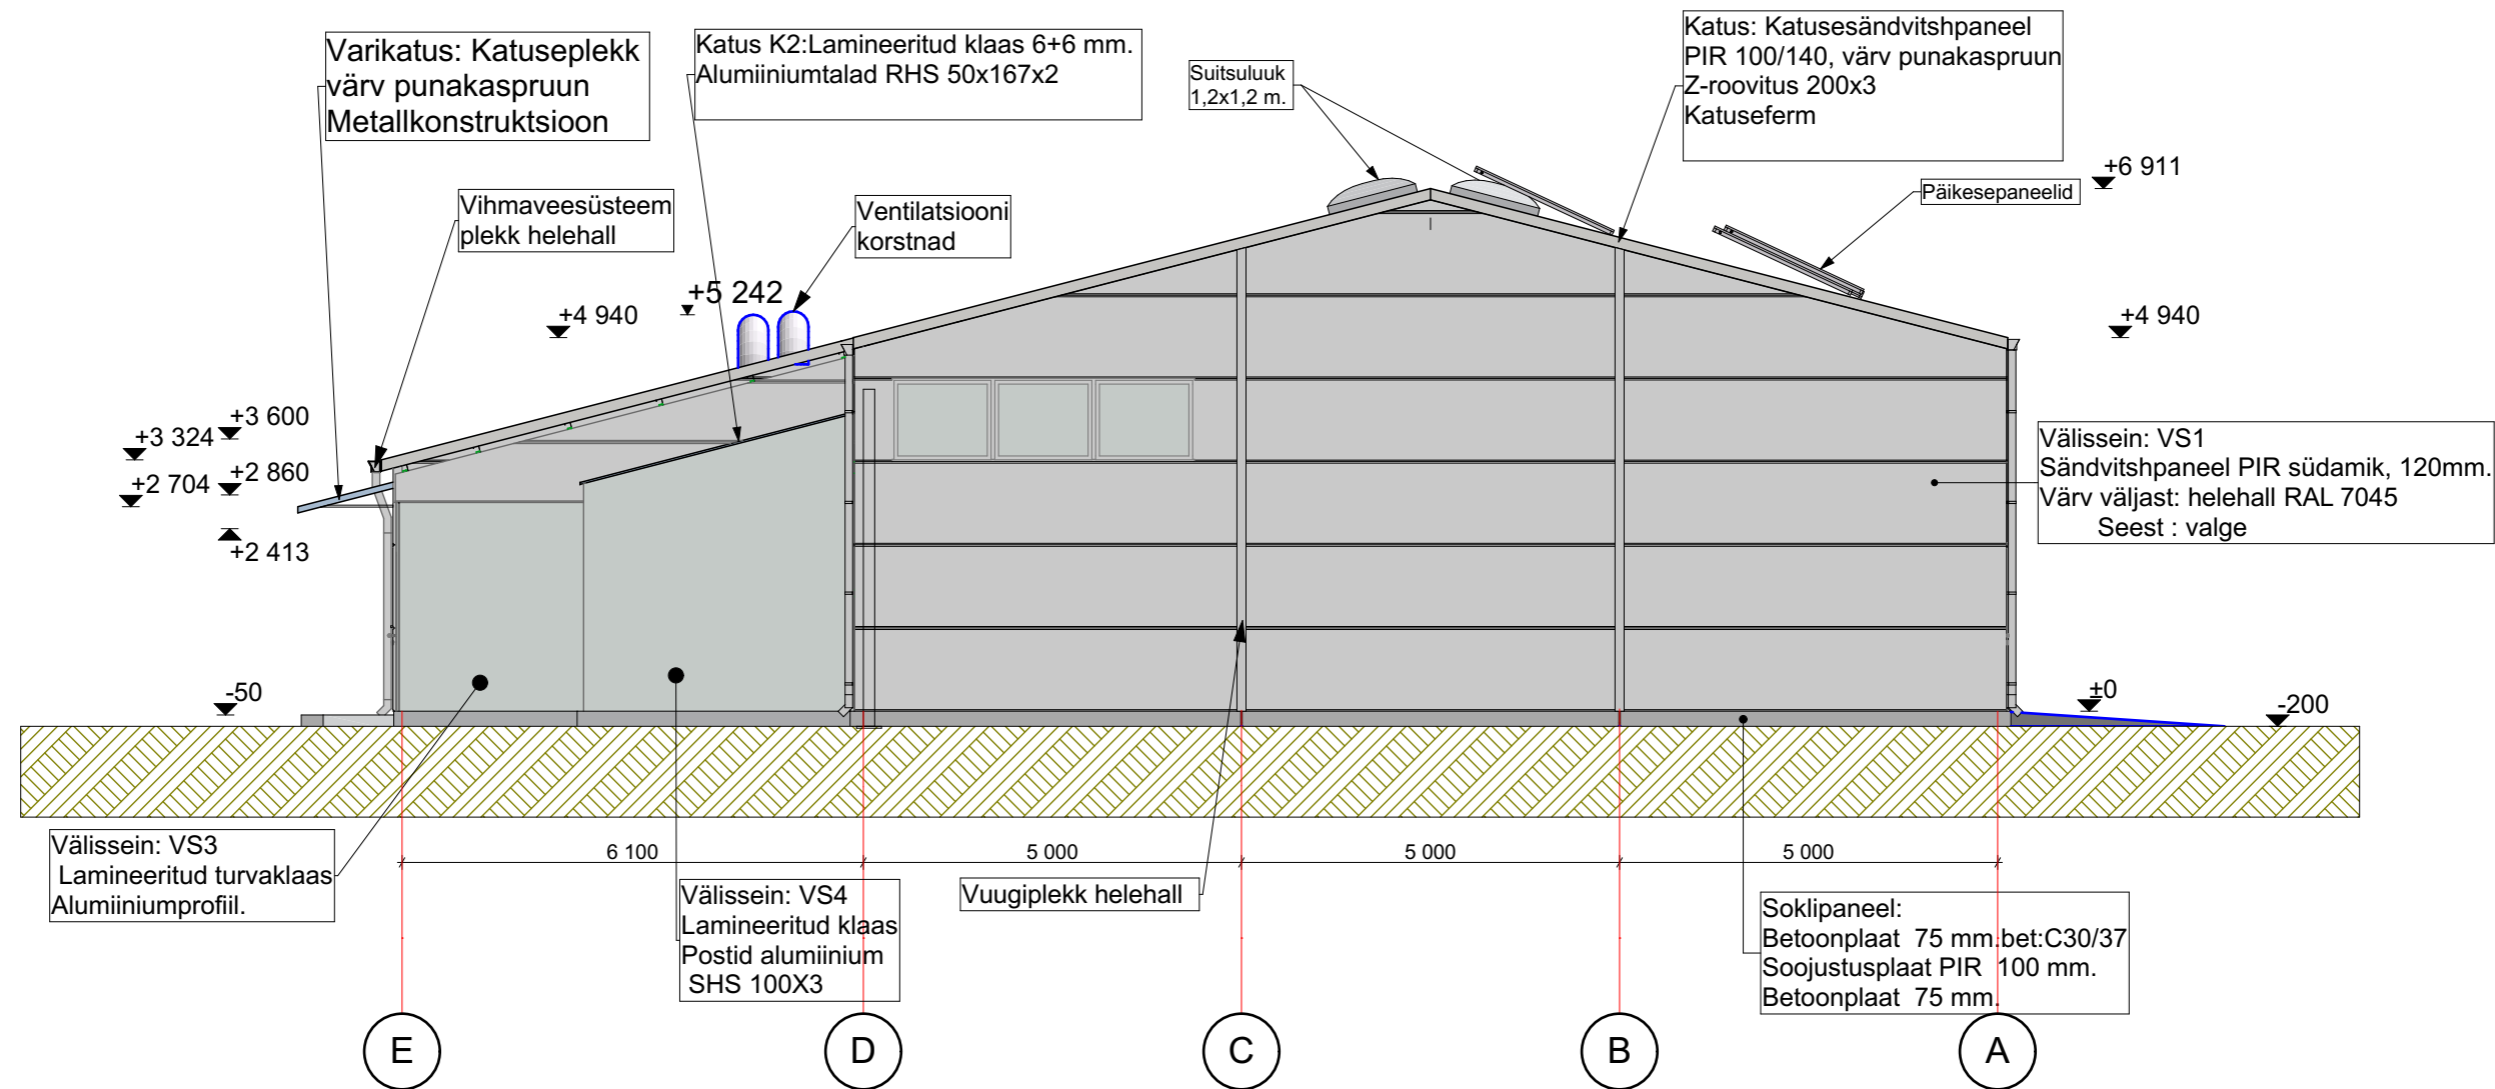 Varikatus: Katuseplekk
värv punakaspruun
Metallkonstruktsioon
Katus K2:Lamineeritud klaas 6+6 mm.
Alumiiniumtalad RHS 50x167x2
Suitsuluuk
1,2x1,2 m.
Katus: Katusesändvitshpaneel
PIR 100/140, värv punakaspruun
Z-roovitus 200x3
Katuseferm
+6 911
Päikesepaneelid
Vihmaveesüsteem
plekk helehall
Ventilatsiooni
korstnad
+5 242
+4 940
+4 940
+3 600
+3 324
+2 860
+2 704
+2 413
Välissein: VS1
Sändvitshpaneel PIR südamik, 120mm.
Värv väljast: helehall RAL 7045
Seest : valge
-50
±0
-200
Välissein: VS3
Lamineeritud turvaklaas
Alumiiniumprofiil.
6 100
5 000
5 000
5 000
Välissein: VS4
Lamineeritud klaas
Postid alumiinium
SHS 100X3
Vuugiplekk helehall
Soklipaneel:
Betoonplaat 75 mm.bet:C30/37
Soojustusplaat PIR 100 mm.
Betoonplaat 75 mm.
E
D
C
B
A